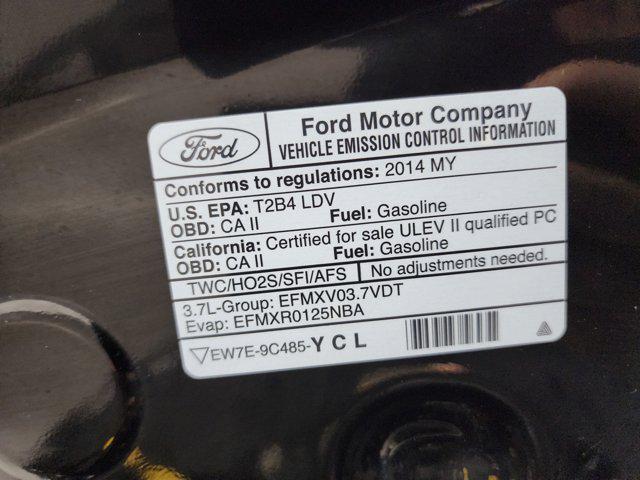 Ford
Ford Motor Company
VEHICLE EMISSION CONTROL INFORMATION
Conforms to regulations: 2014 MY
U.S. EPA: T2B4 LDV
OBD: CA II Fuel: Gasoline
California: Certified for sale ULEV II qualified PC
OBD: CA II Fuel: Gasoline
TWC/HO2S/SFI/AFS No adjustments needed.
3.7L-Group: EFMXV03.7VDT
Evap: EFMXR0125NBA
EW7E-9C485-YCL